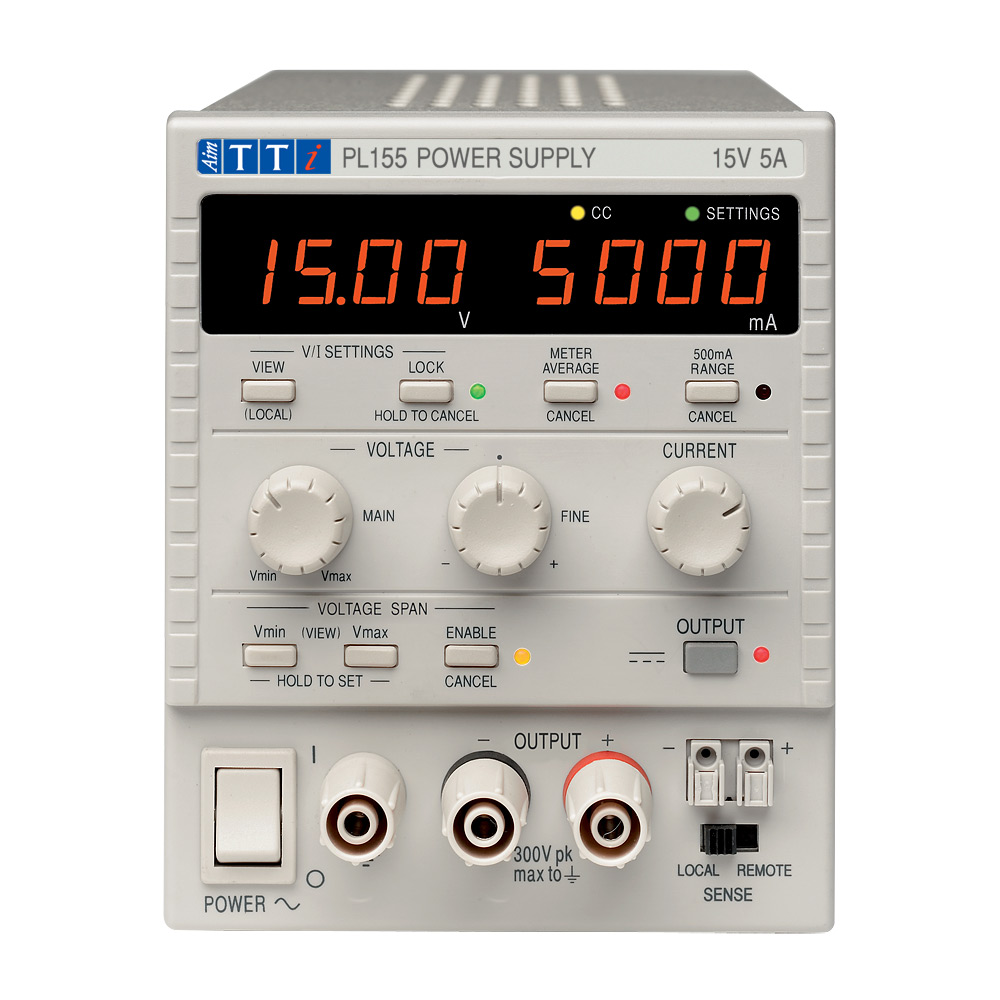 Aim TTi PL155 POWER SUPPLY 15V 5A
CC SETTINGS
15.00 V 5000 mA
V/I SETTINGS
VIEW LOCK METER AVERAGE 500mA RANGE
(LOCAL) HOLD TO CANCEL CANCEL CANCEL
VOLTAGE CURRENT
MAIN FINE
- +
Vmin Vmax
VOLTAGE SPAN
Vmin (VIEW) Vmax ENABLE OUTPUT
HOLD TO SET CANCEL
- OUTPUT + - +
I
300V pk
max to
O
LOCAL REMOTE
POWER SENSE